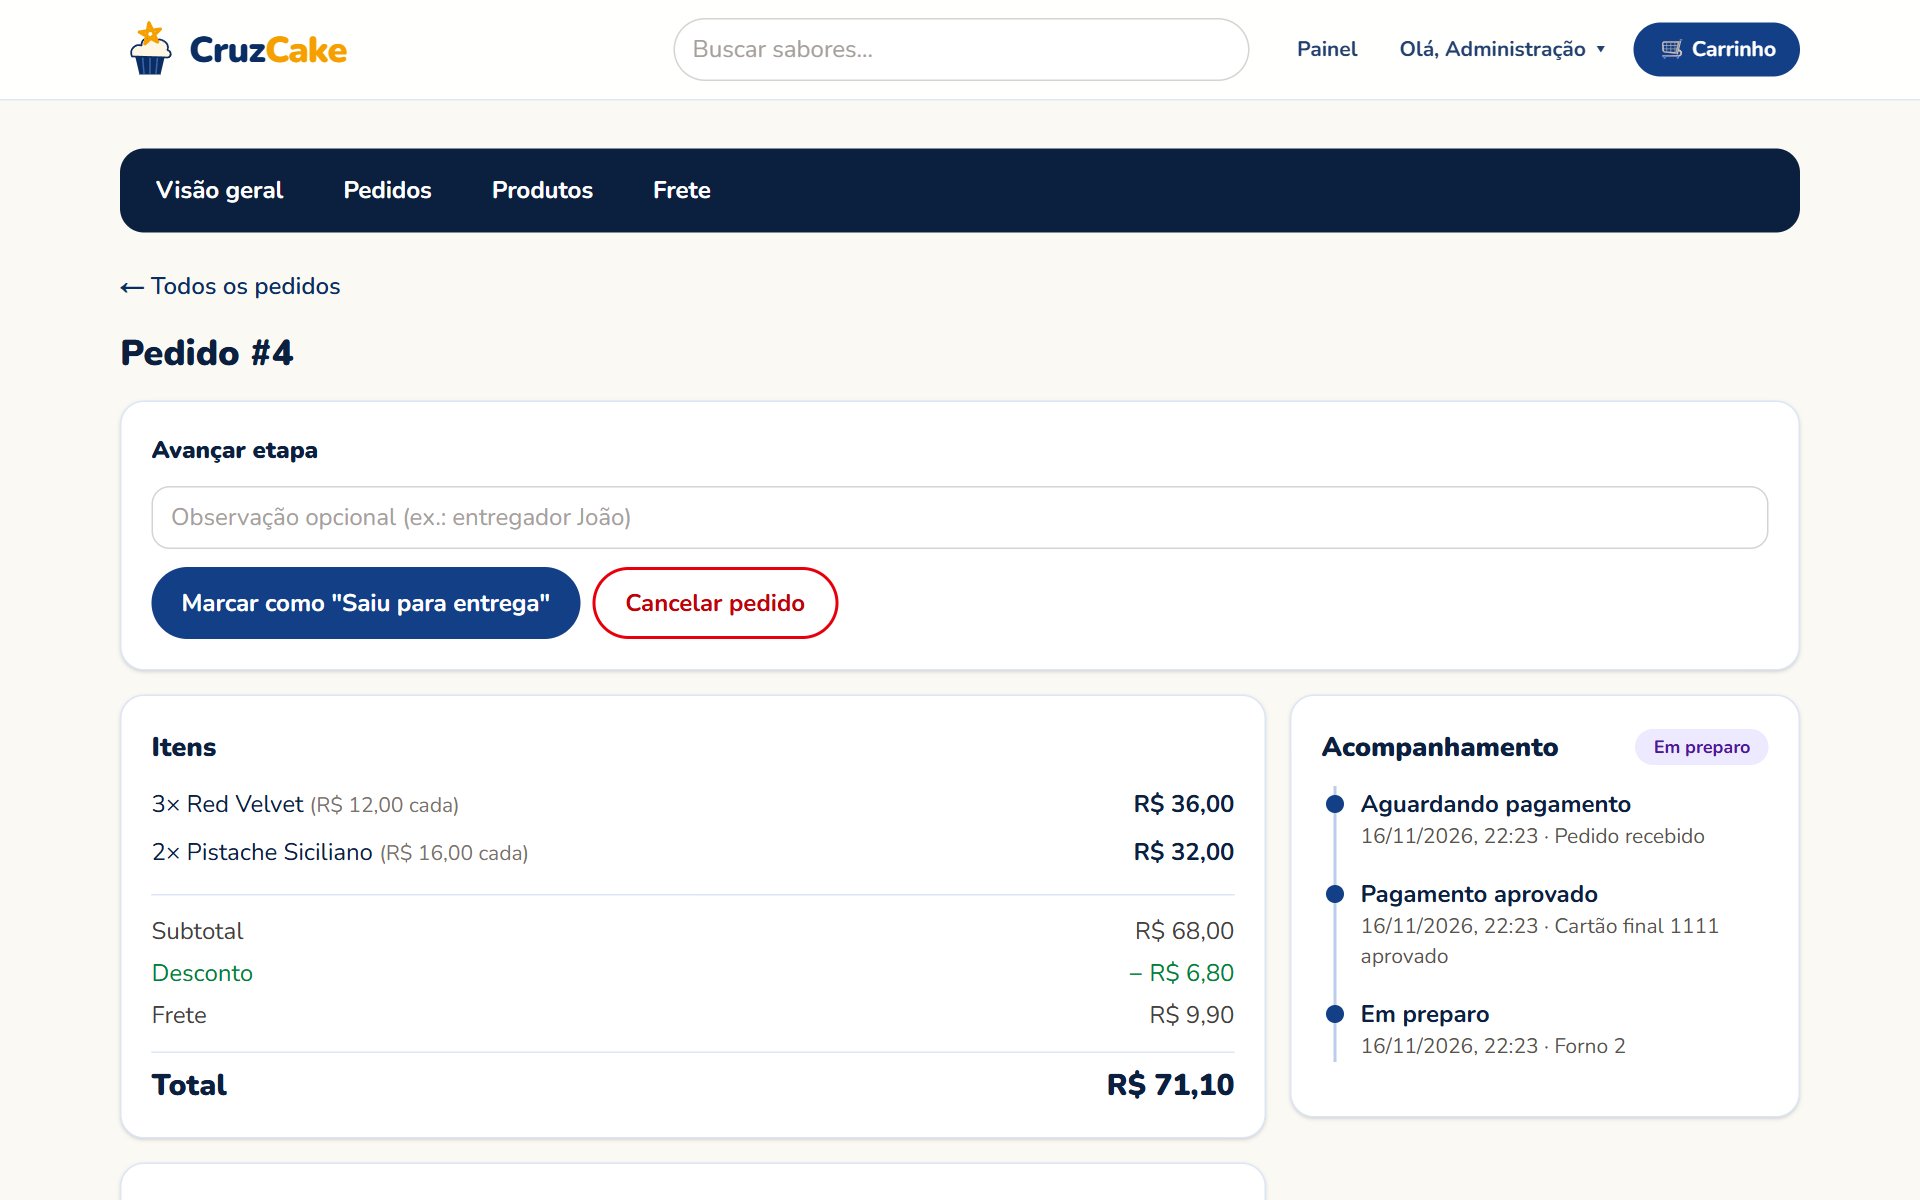 CruzCake
Buscar sabores...
Painel
Olá, Administração ▼
Carrinho
Visão geral
Pedidos
Produtos
Frete
← Todos os pedidos
Pedido #4
Avançar etapa
Observação opcional (ex.: entregador João)
Marcar como "Saiu para entrega"
Cancelar pedido
Itens
3× Red Velvet (R$ 12,00 cada) R$ 36,00
2× Pistache Siciliano (R$ 16,00 cada) R$ 32,00
Subtotal R$ 68,00
Desconto – R$ 6,80
Frete R$ 9,90
Total R$ 71,10
Acompanhamento
Em preparo
Aguardando pagamento
16/11/2026, 22:23 · Pedido recebido
Pagamento aprovado
16/11/2026, 22:23 · Cartão final 1111
aprovado
Em preparo
16/11/2026, 22:23 · Forno 2